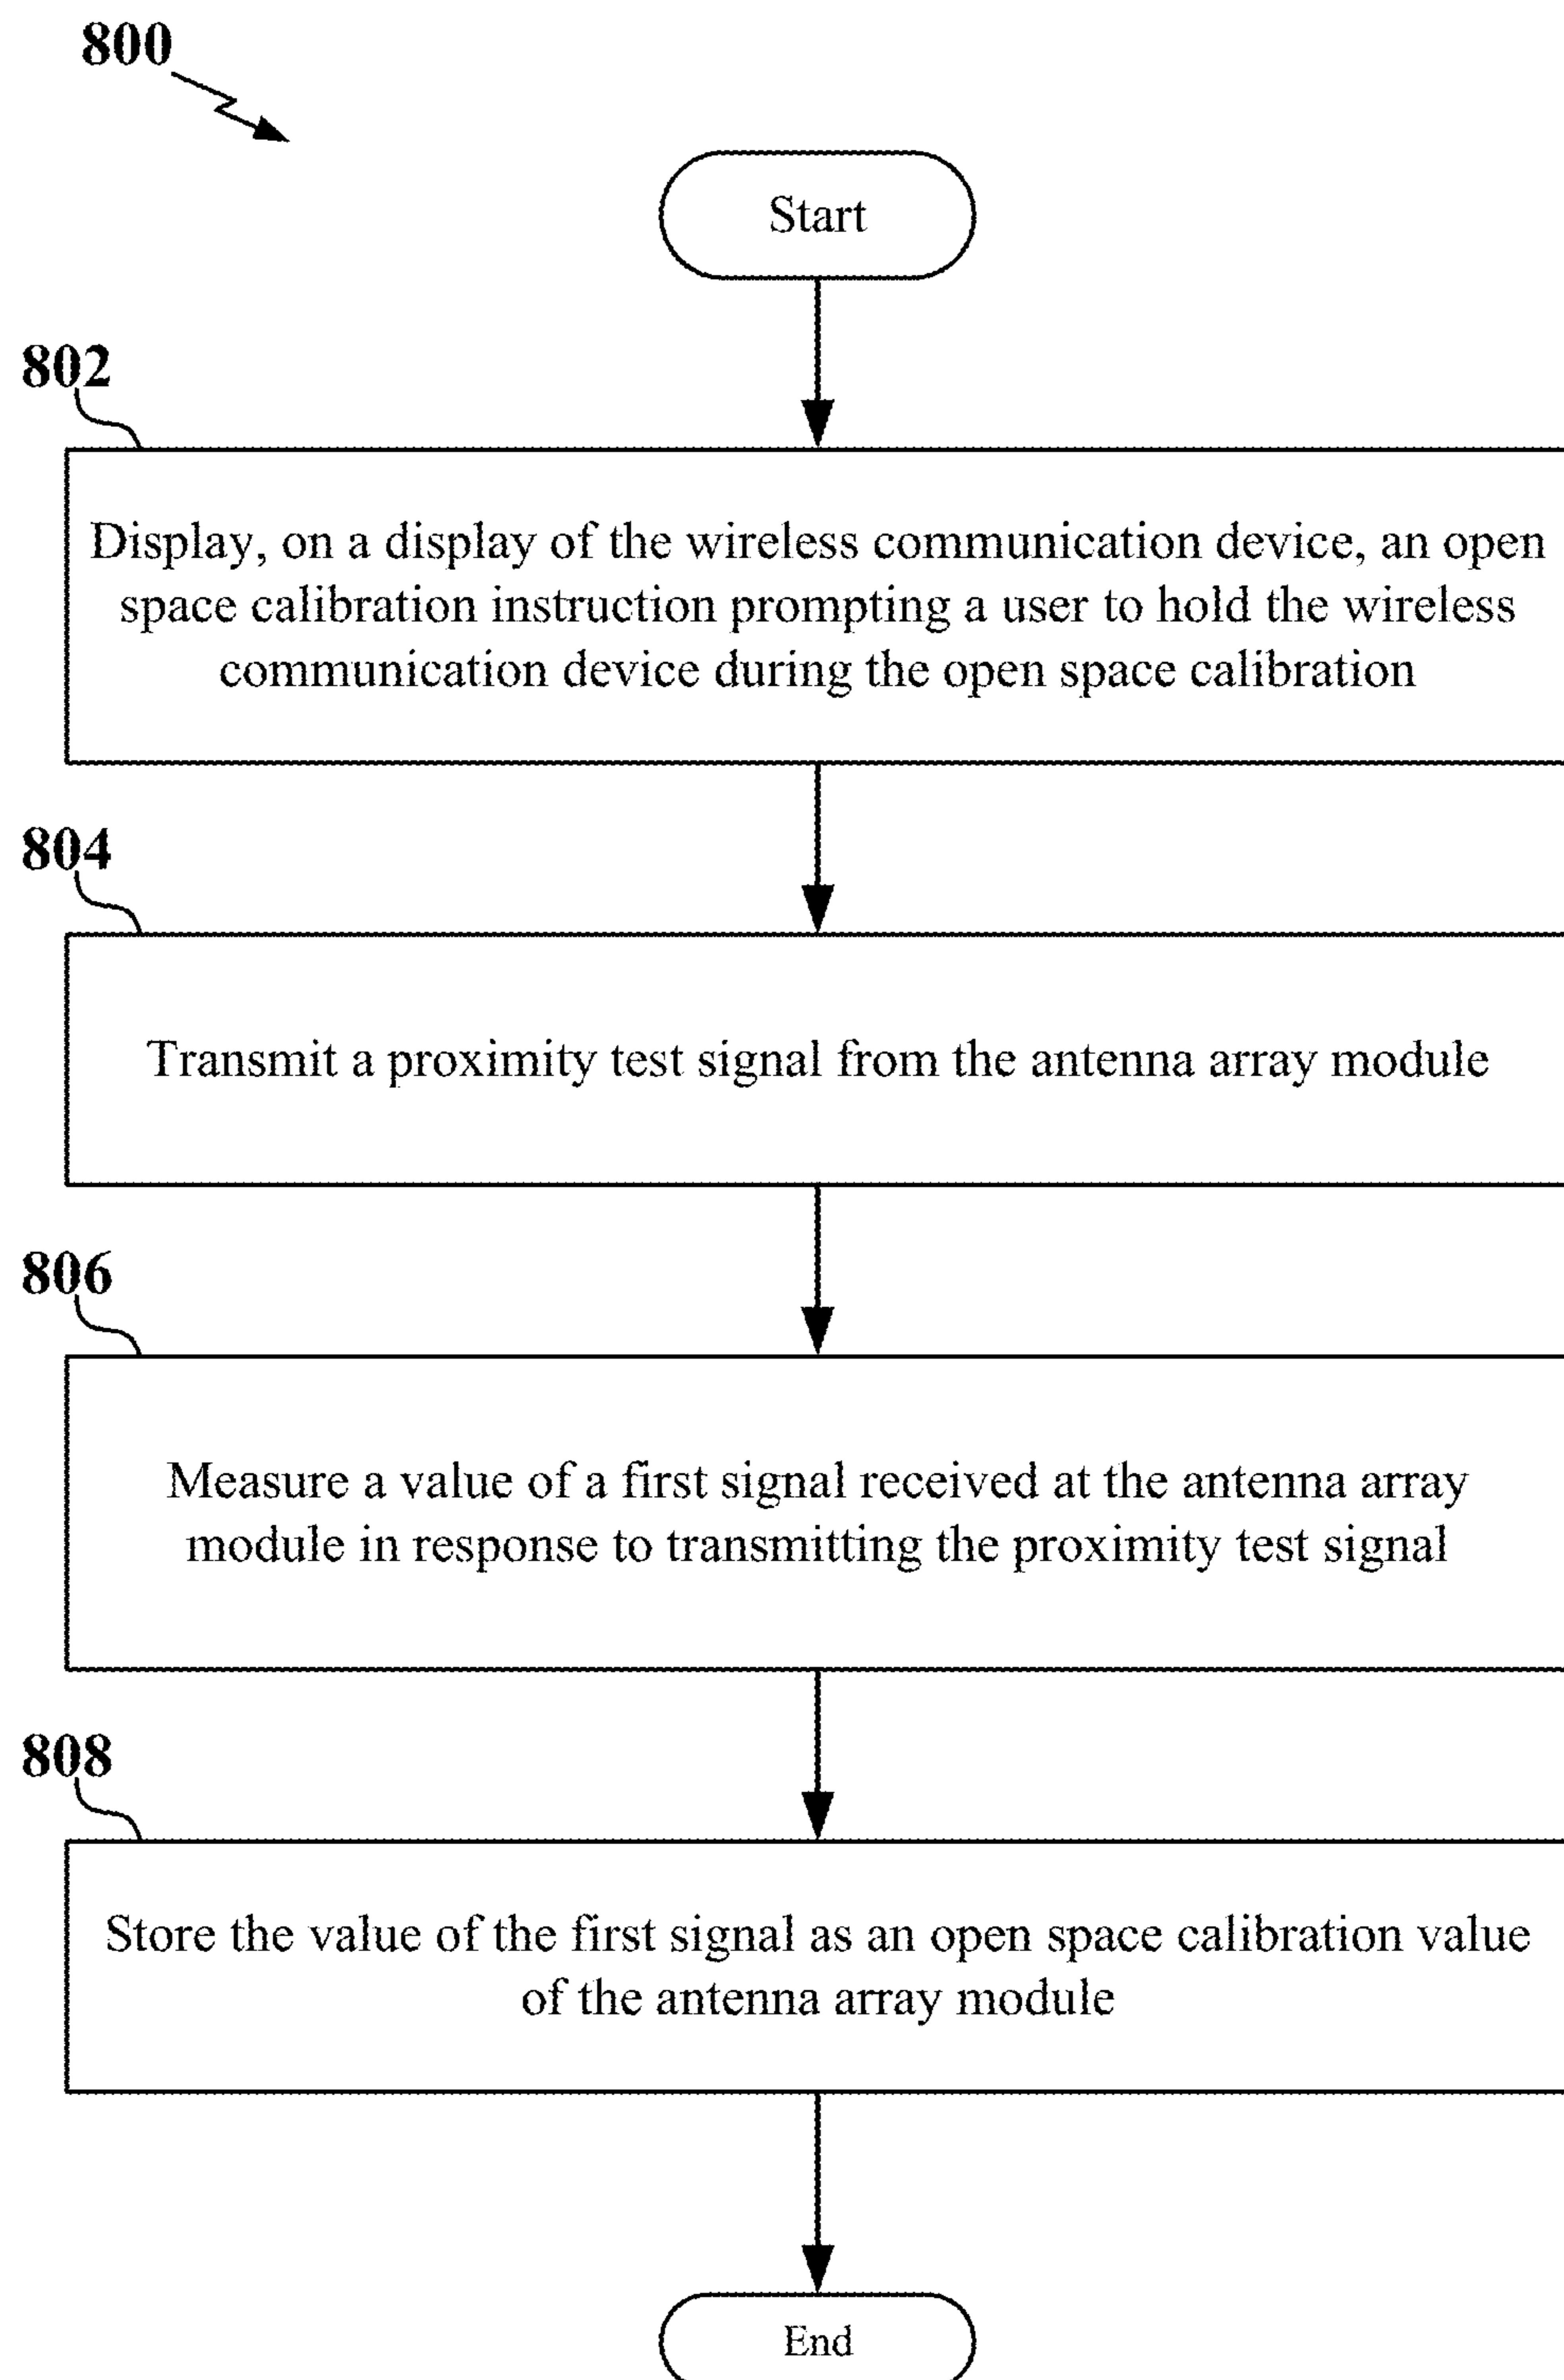 800
Start
802
Display, on a display of the wireless communication device, an open
space calibration instruction prompting a user to hold the wireless
communication device during the open space calibration
804
Transmit a proximity test signal from the antenna array module
806
Measure a value of a first signal received at the antenna array
module in response to transmitting the proximity test signal
808
Store the value of the first signal as an open space calibration value
of the antenna array module
End